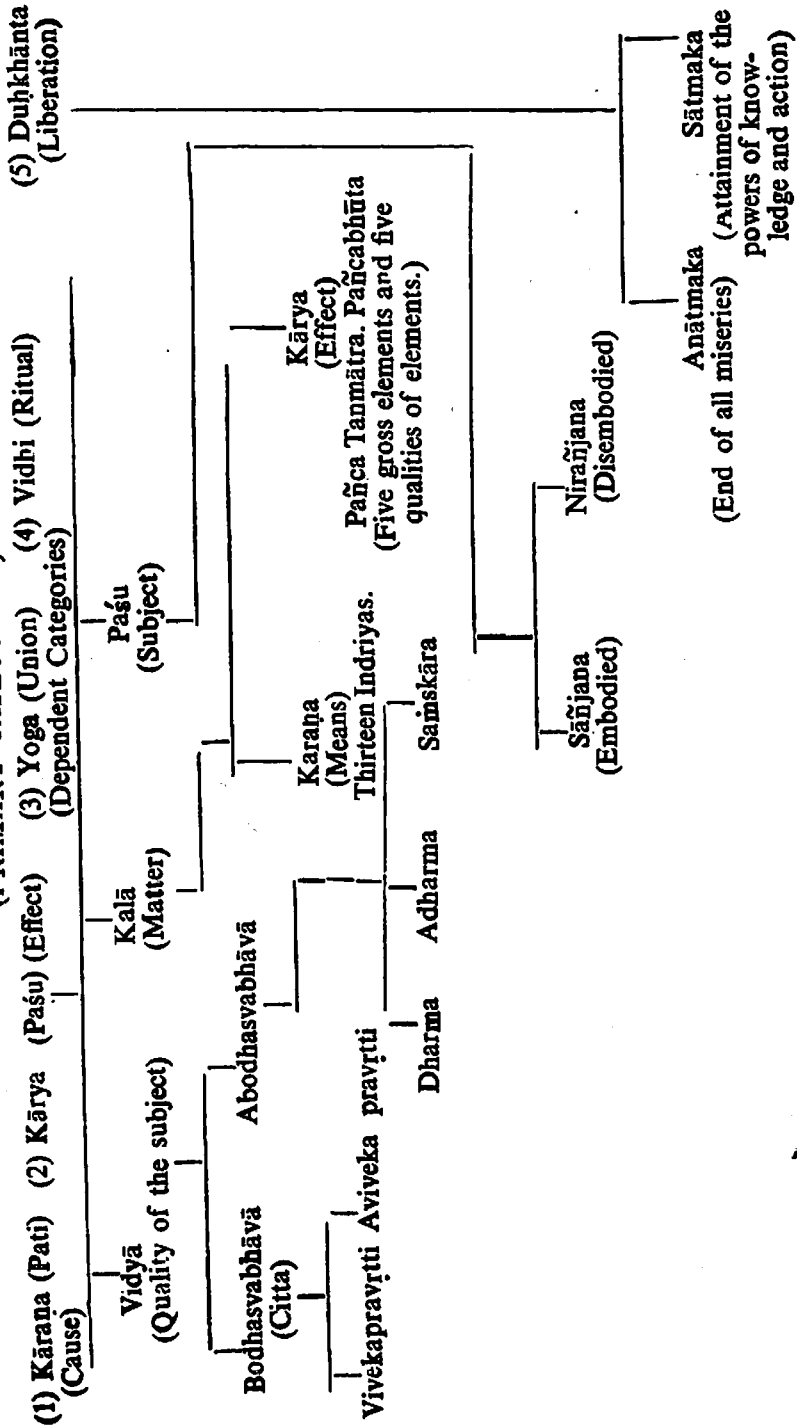 (1) Kāraṇa (Pati) (2) Kārya (Paśu) (Effect) (3) Yoga (Union) (4) Vidhi (Ritual) (5) Duḥkhānta
(Cause) (Dependent Categories) (Liberation)
Vidyā Kalā Paśu
(Quality of the subject) (Matter) (Subject)
Bodhasvabhāvā Abodhasvabhāvā Karaṇa Kārya
(Citta) (Means) (Effect)
Thirteen Indriyas. Pañca Tanmātra. Pañcabhūta
(Five gross elements and five
qualities of elements.)
Vivekapravṛtti Aviveka pravṛtti
Dharma Adharma Saṁskāra
Sāñjana Nirañjana
(Embodied) (Disembodied)
Anātmaka Sātmaka
(End of all miseries) (Attainment of the
powers of know-
ledge and action)